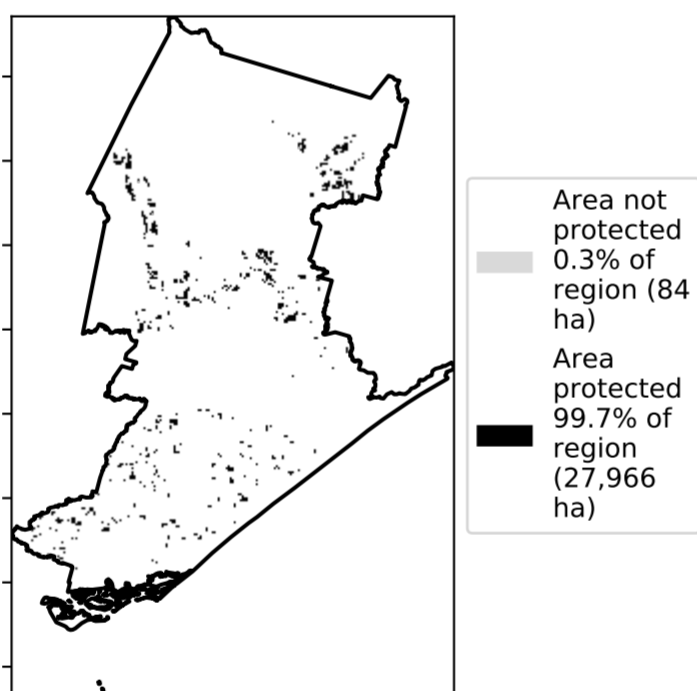 Area not
protected
0.3% of
region (84
ha)
Area
protected
99.7% of
region
(27,966
ha)